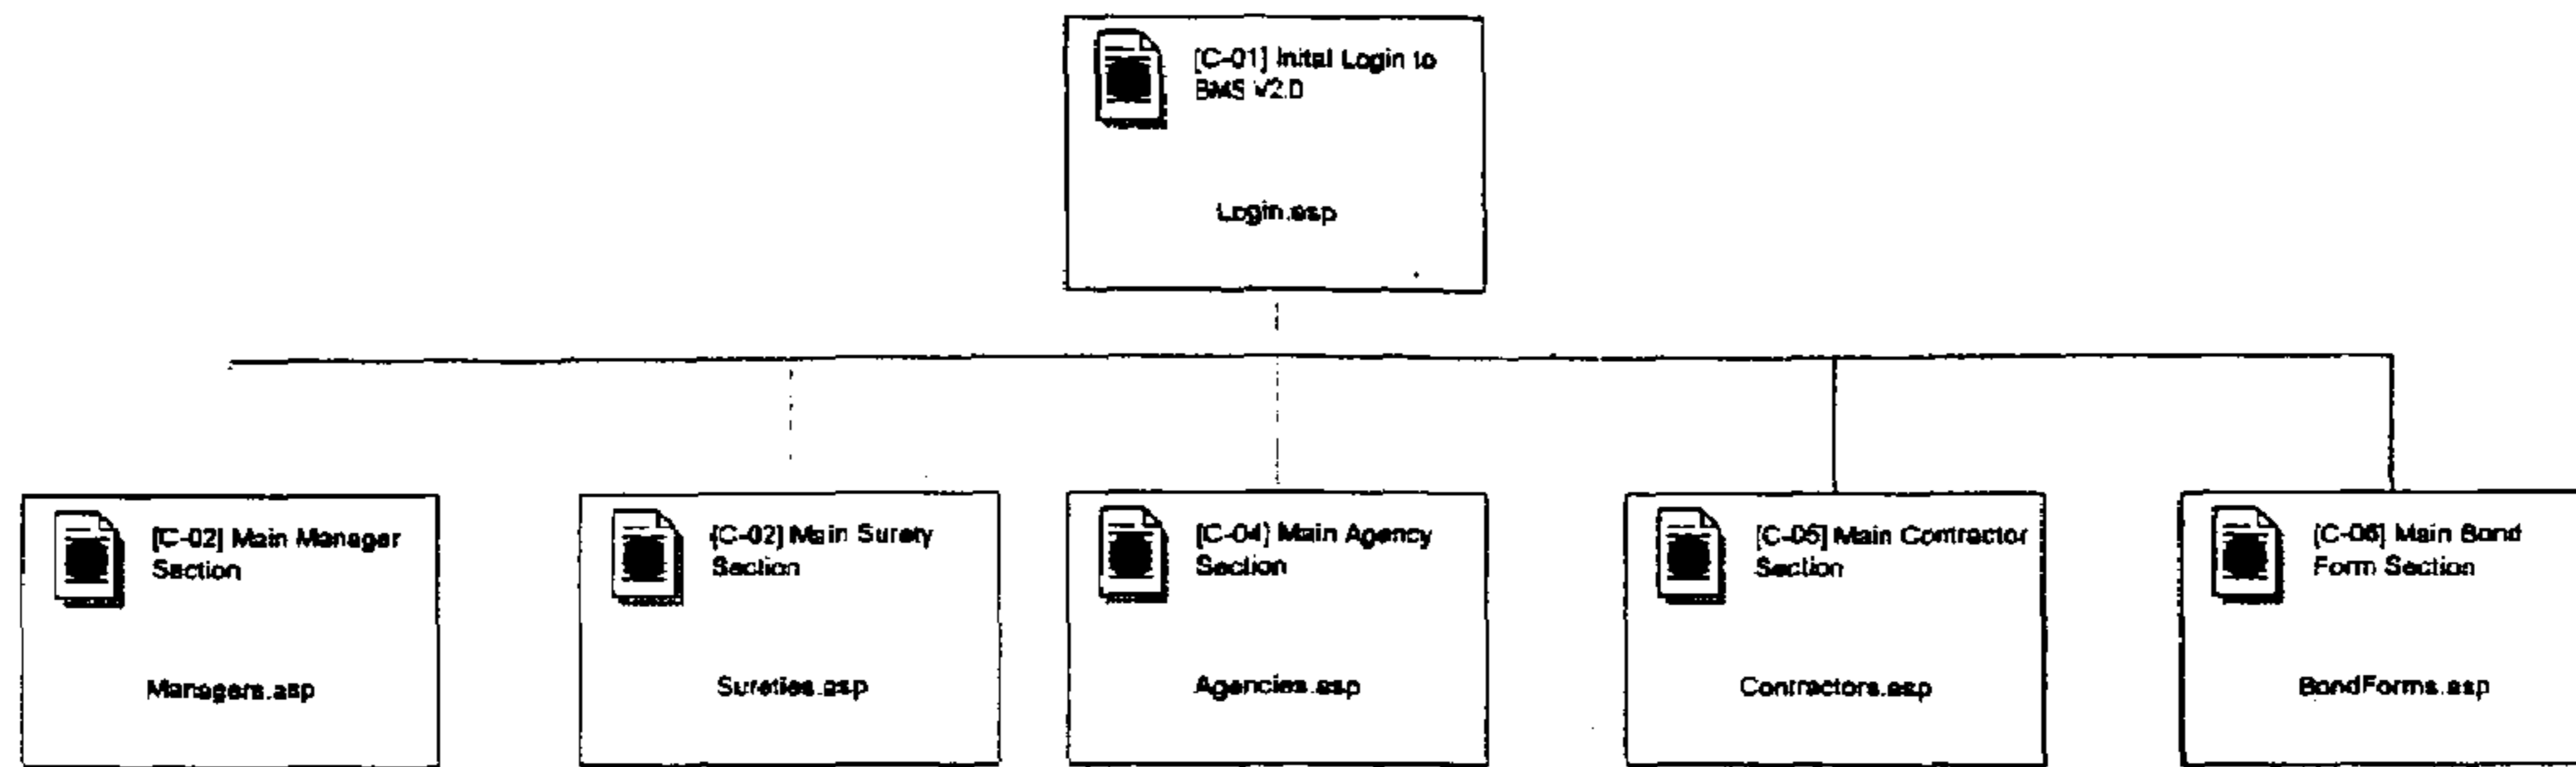 [C-01] Inital Login to
BMS V2.0
Login.asp
[C-02] Main Manager
Section
Managers.asp
[C-02] Main Surety
Section
Sureties.asp
[C-04] Main Agency
Section
Agencies.asp
[C-05] Main Contractor
Section
Contractors.asp
[C-06] Main Bond
Form Section
BondForms.asp